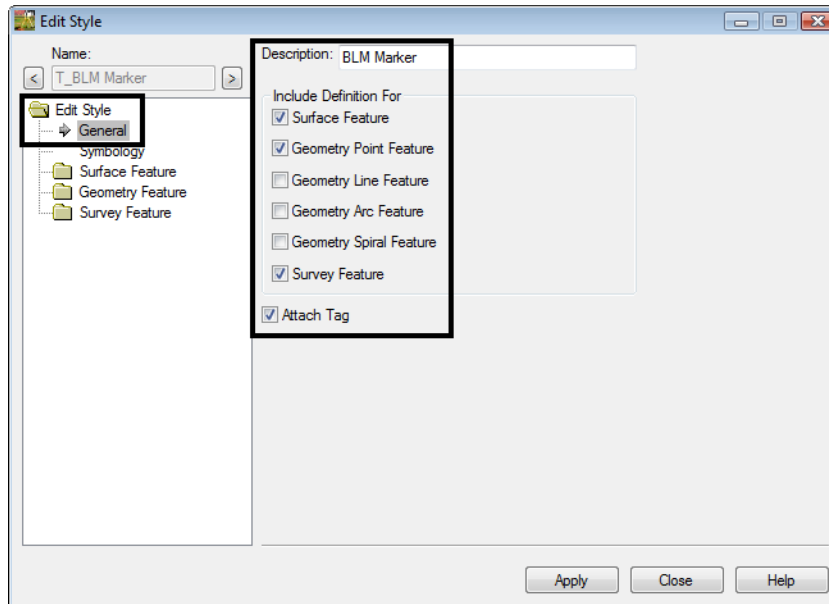 Edit Style
Name:
< T_BLM Marker >
Edit Style
General
Symbology
Surface Feature
Geometry Feature
Survey Feature
Description: BLM Marker
Include Definition For
Surface Feature
Geometry Point Feature
Geometry Line Feature
Geometry Arc Feature
Geometry Spiral Feature
Survey Feature
Attach Tag
Apply Close Help